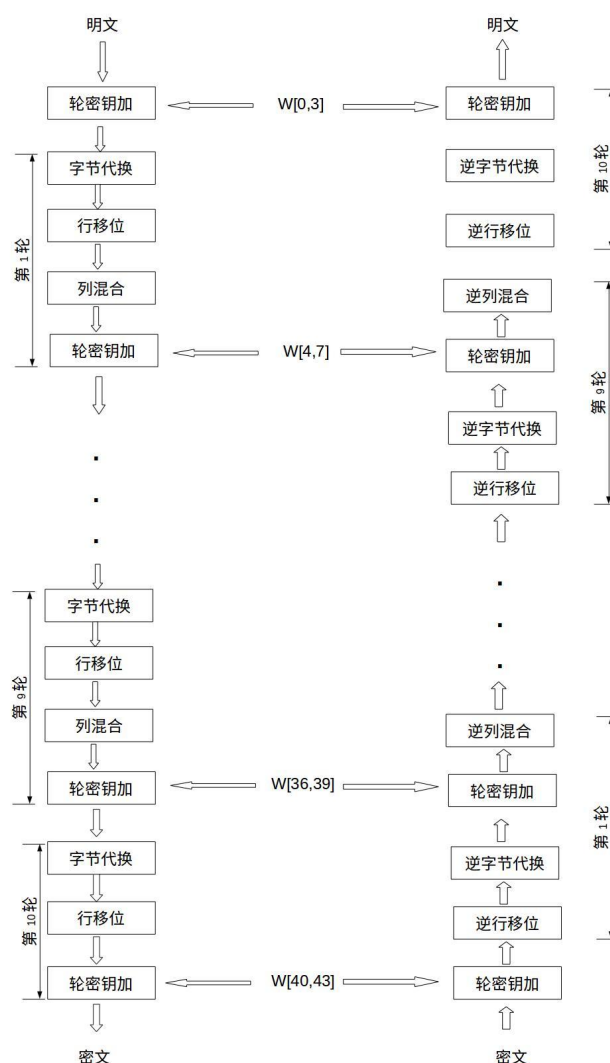 明文
轮密钥加
字节代换
行移位
列混合
轮密钥加
第1轮
字节代换
行移位
列混合
轮密钥加
第9轮
字节代换
行移位
轮密钥加
第10轮
密文
W[0,3]
W[4,7]
W[36,39]
W[40,43]
明文
轮密钥加
逆字节代换
逆行移位
第10轮
逆列混合
轮密钥加
逆字节代换
逆行移位
第9轮
逆列混合
轮密钥加
逆字节代换
逆行移位
第1轮
轮密钥加
密文